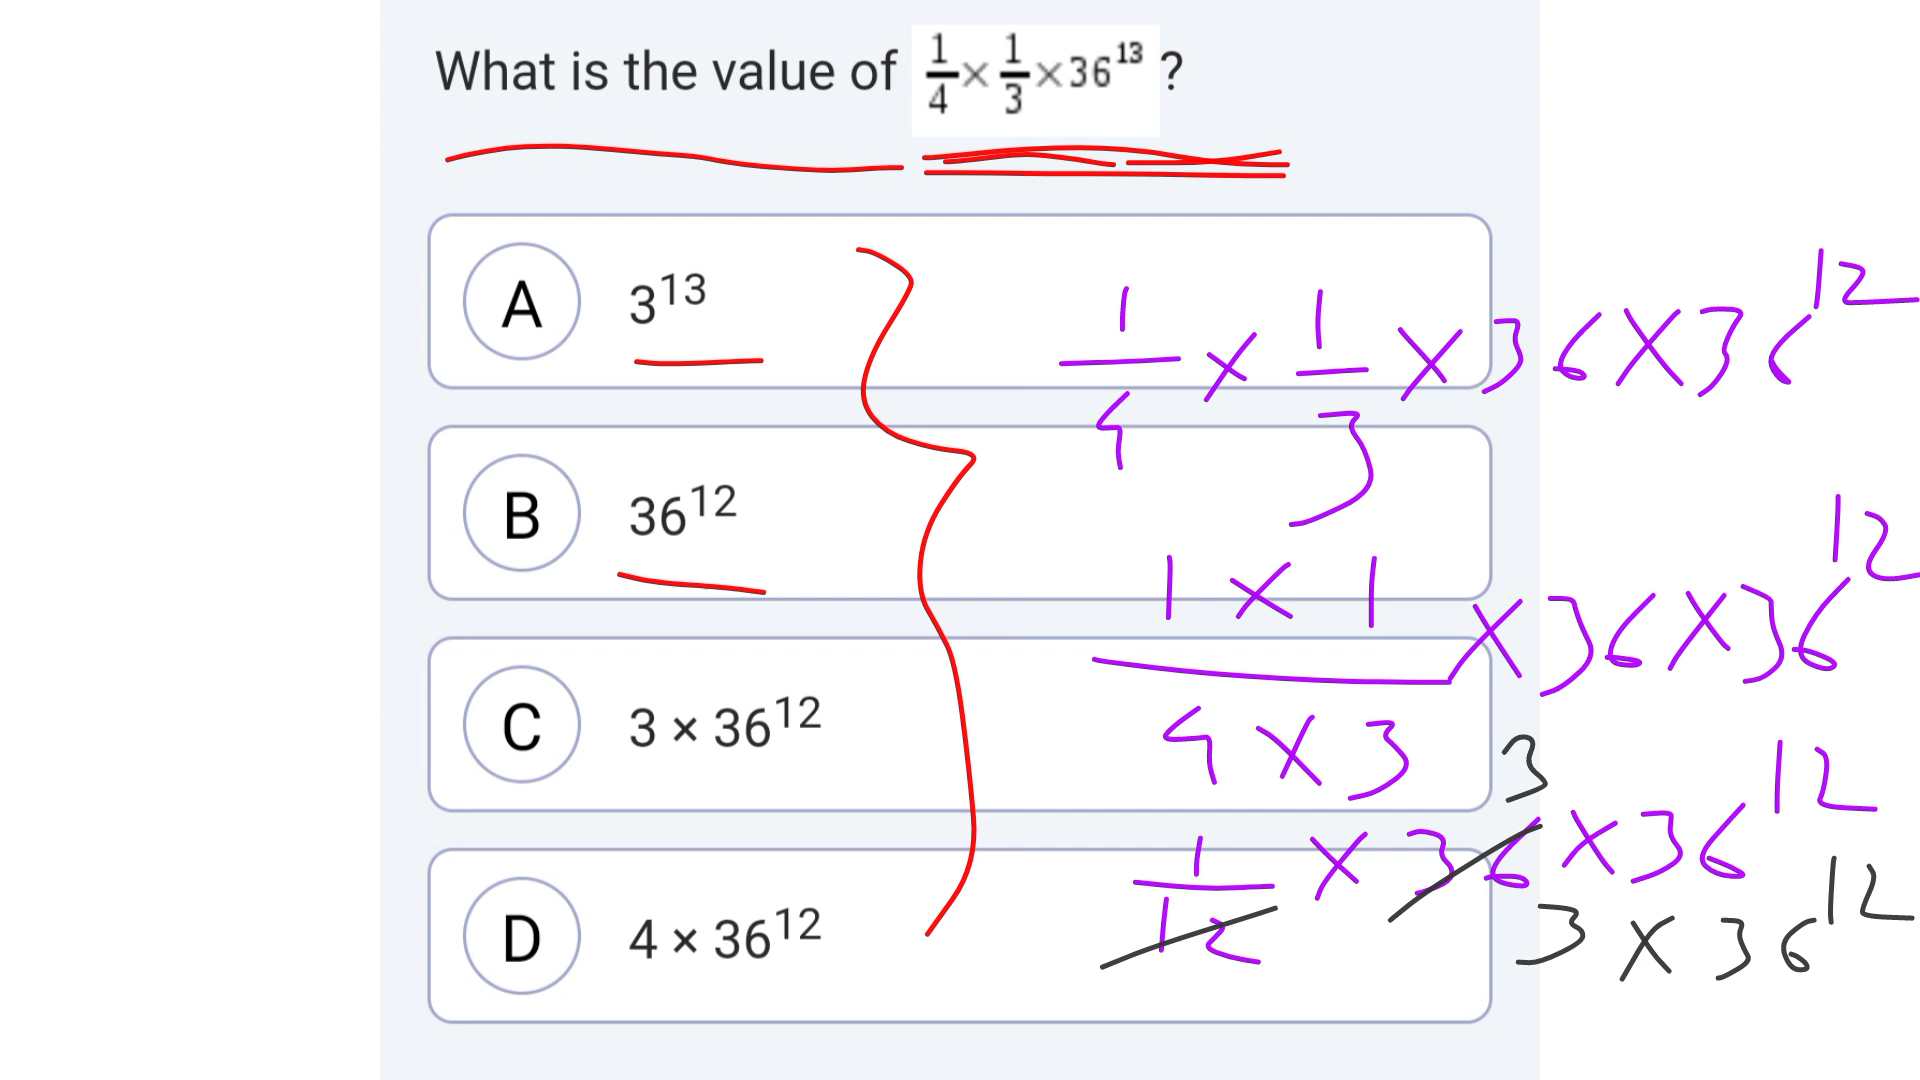 What is the value of 1/4 × 1/3 × 36^13 ?
A 3^13
1/4 × 1/3 × 36 × 36^12
B 36^12
1 × 1 / 4 × 3 × 36 × 36^12
C 3 × 36^12
3
1/12 × 36 × 36^12
D 4 × 36^12
3 × 36^12